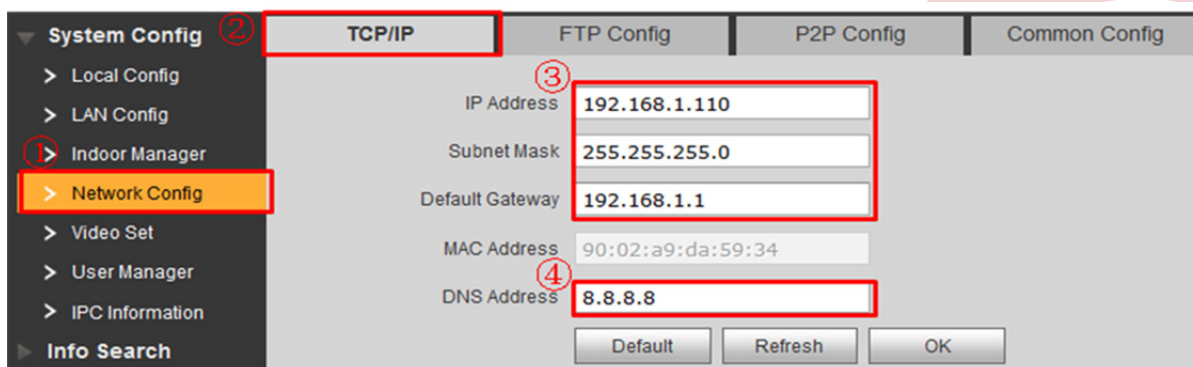 System Config ② TCP/IP FTP Config P2P Config Common Config
> Local Config
> LAN Config
① > Indoor Manager
> Network Config
> Video Set
> User Manager
> IPC Information
Info Search
③
IP Address 192.168.1.110
Subnet Mask 255.255.255.0
Default Gateway 192.168.1.1
MAC Address 90:02:a9:da:59:34
④
DNS Address 8.8.8.8
Default Refresh OK